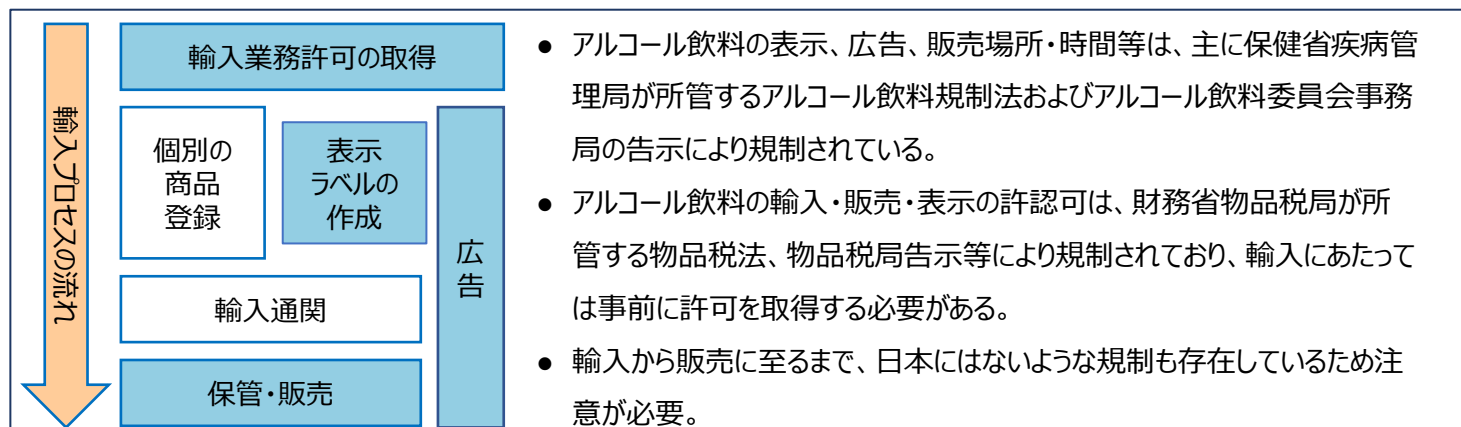 輸入プロセスの流れ
輸入業務許可の取得
個別の
商品
登録
表示
ラベルの
作成
広
告
輸入通関
保管・販売
● アルコール飲料の表示、広告、販売場所・時間等は、主に保健省疾病管
理局が所管するアルコール飲料規制法およびアルコール飲料委員会事務
局の告示により規制されている。
● アルコール飲料の輸入・販売・表示の許認可は、財務省物品税局が所
管する物品税法、物品税局告示等により規制されており、輸入にあたって
は事前に許可を取得する必要がある。
● 輸入から販売に至るまで、日本にはないような規制も存在しているため注
意が必要。